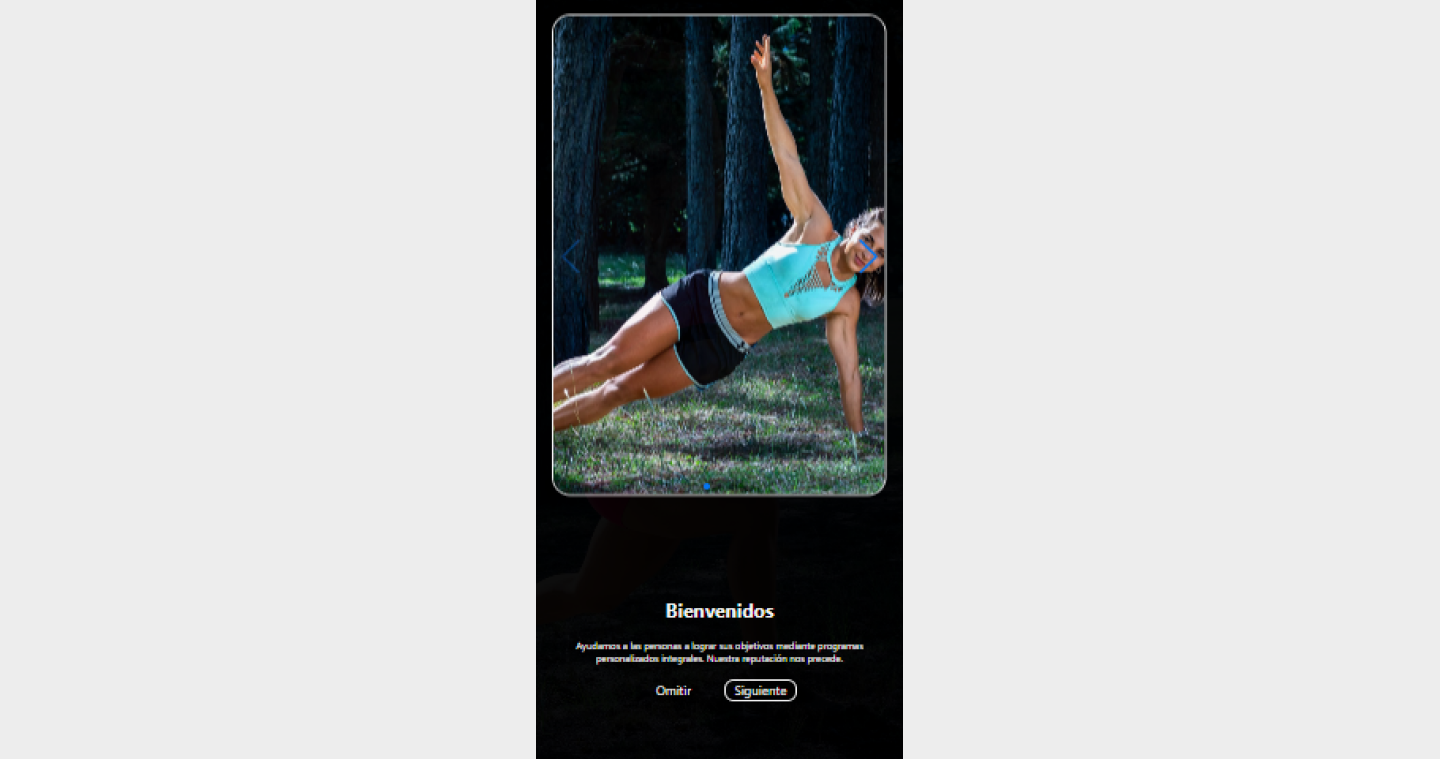 Bienvenidos
Ayudamos a las personas a lograr sus objetivos mediante programas
personalizados integrales. Nuestra reputación nos precede.
Omitir
Siguiente